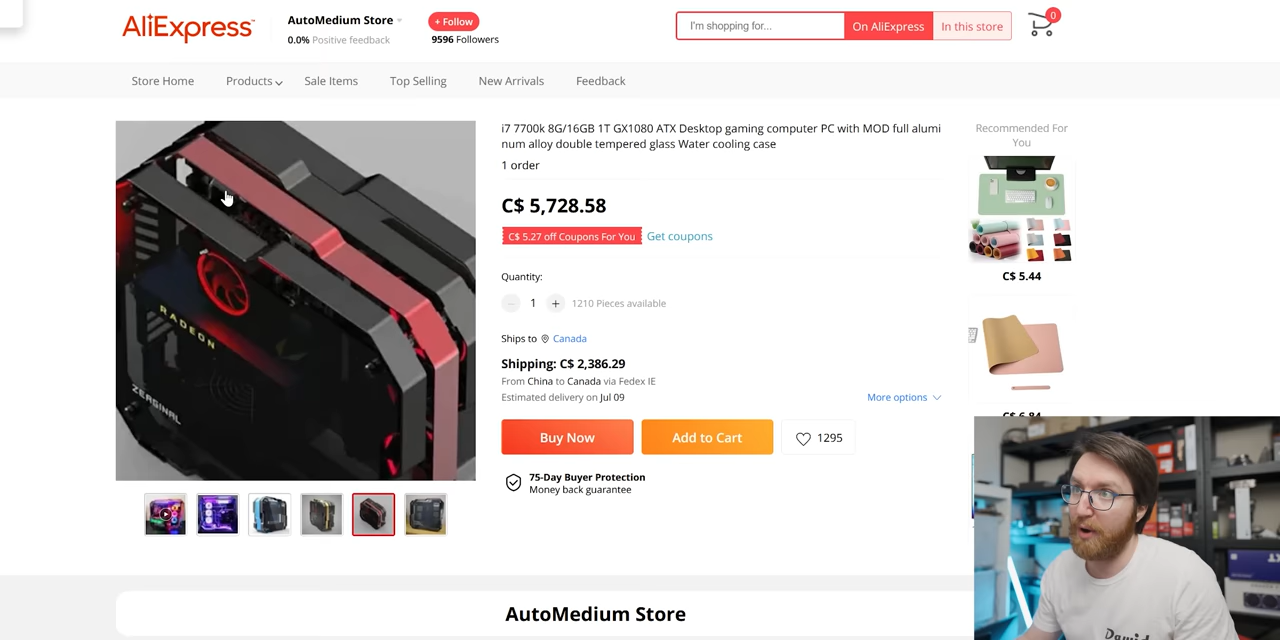 AliExpress™
AutoMedium Store
0.0% Positive feedback
+ Follow
9596 Followers
I'm shopping for...
On AliExpress
In this store
0
Store Home
Products
Sale Items
Top Selling
New Arrivals
Feedback
RADEON
ZERGINAL
i7 7700k 8G/16GB 1T GX1080 ATX Desktop gaming computer PC with MOD full alumi
num alloy double tempered glass Water cooling case
1 order
C$ 5,728.58
C$ 5.27 off Coupons For You
Get coupons
Quantity:
1
1210 Pieces available
Ships to
Canada
Shipping: C$ 2,386.29
From China to Canada via Fedex IE
Estimated delivery on Jul 09
More options
Buy Now
Add to Cart
1295
75-Day Buyer Protection
Money back guarantee
Recommended For
You
C$ 5.44
C$ 6.84
AutoMedium Store